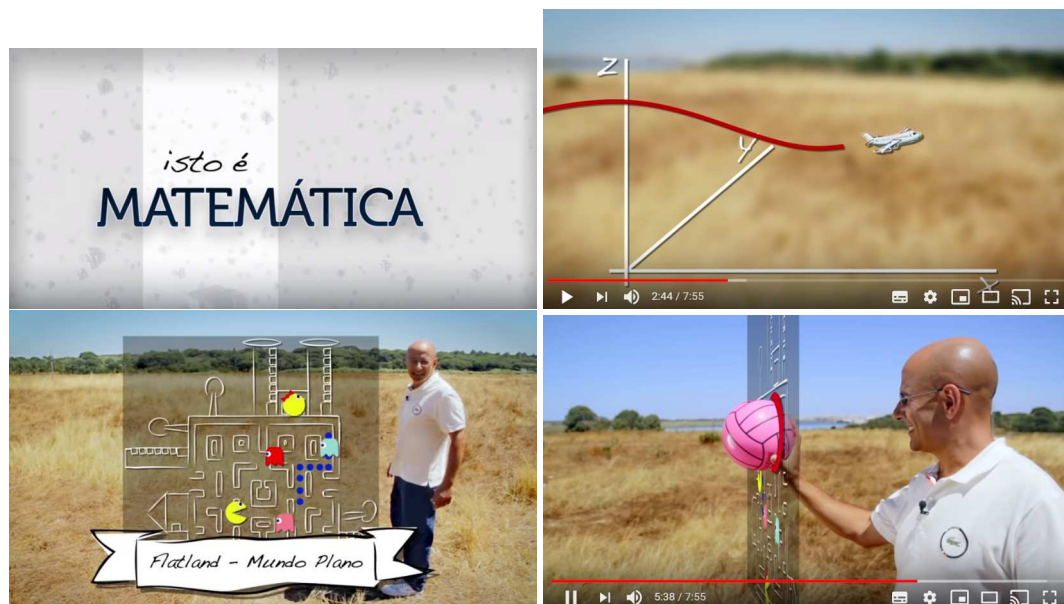 isto é
MATEMÁTICA
Z
y
x
2:44 / 7:55
Flatland - Mundo Plano
5:38 / 7:55